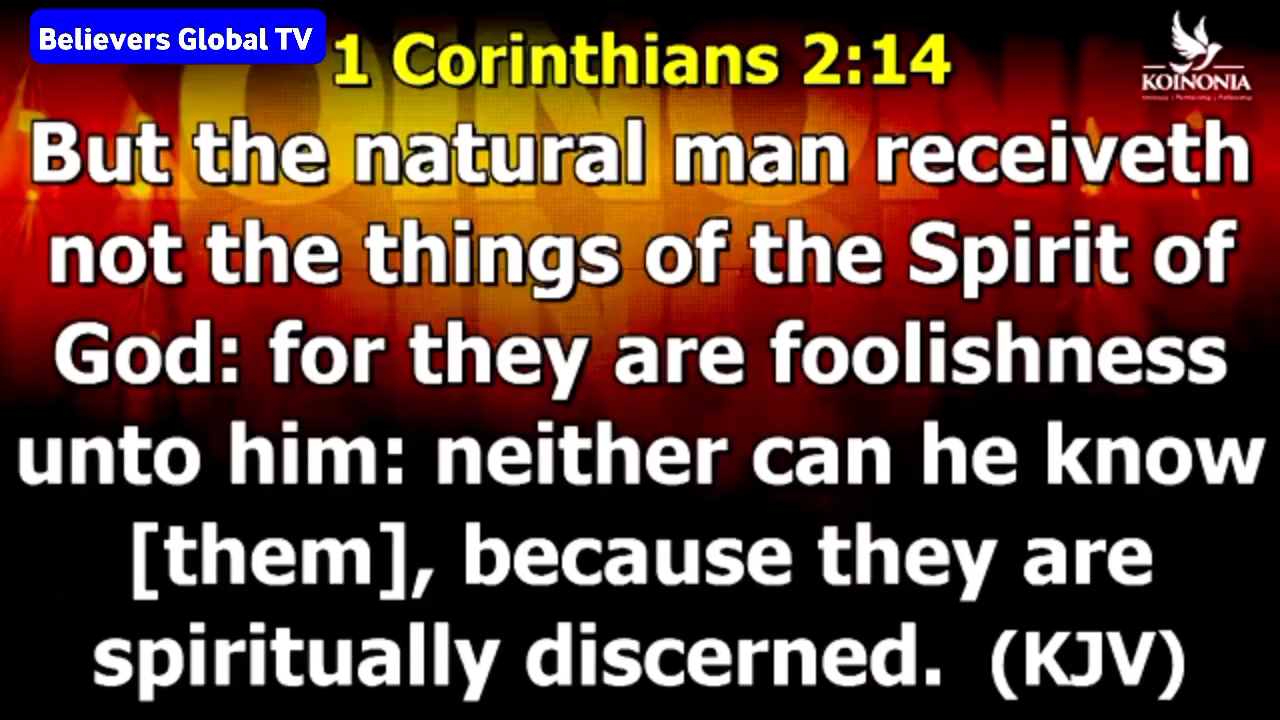 Believers Global TV
1 Corinthians 2:14
KOINONIA
But the natural man receiveth
not the things of the Spirit of
God: for they are foolishness
unto him: neither can he know
[them], because they are
spiritually discerned. (KJV)